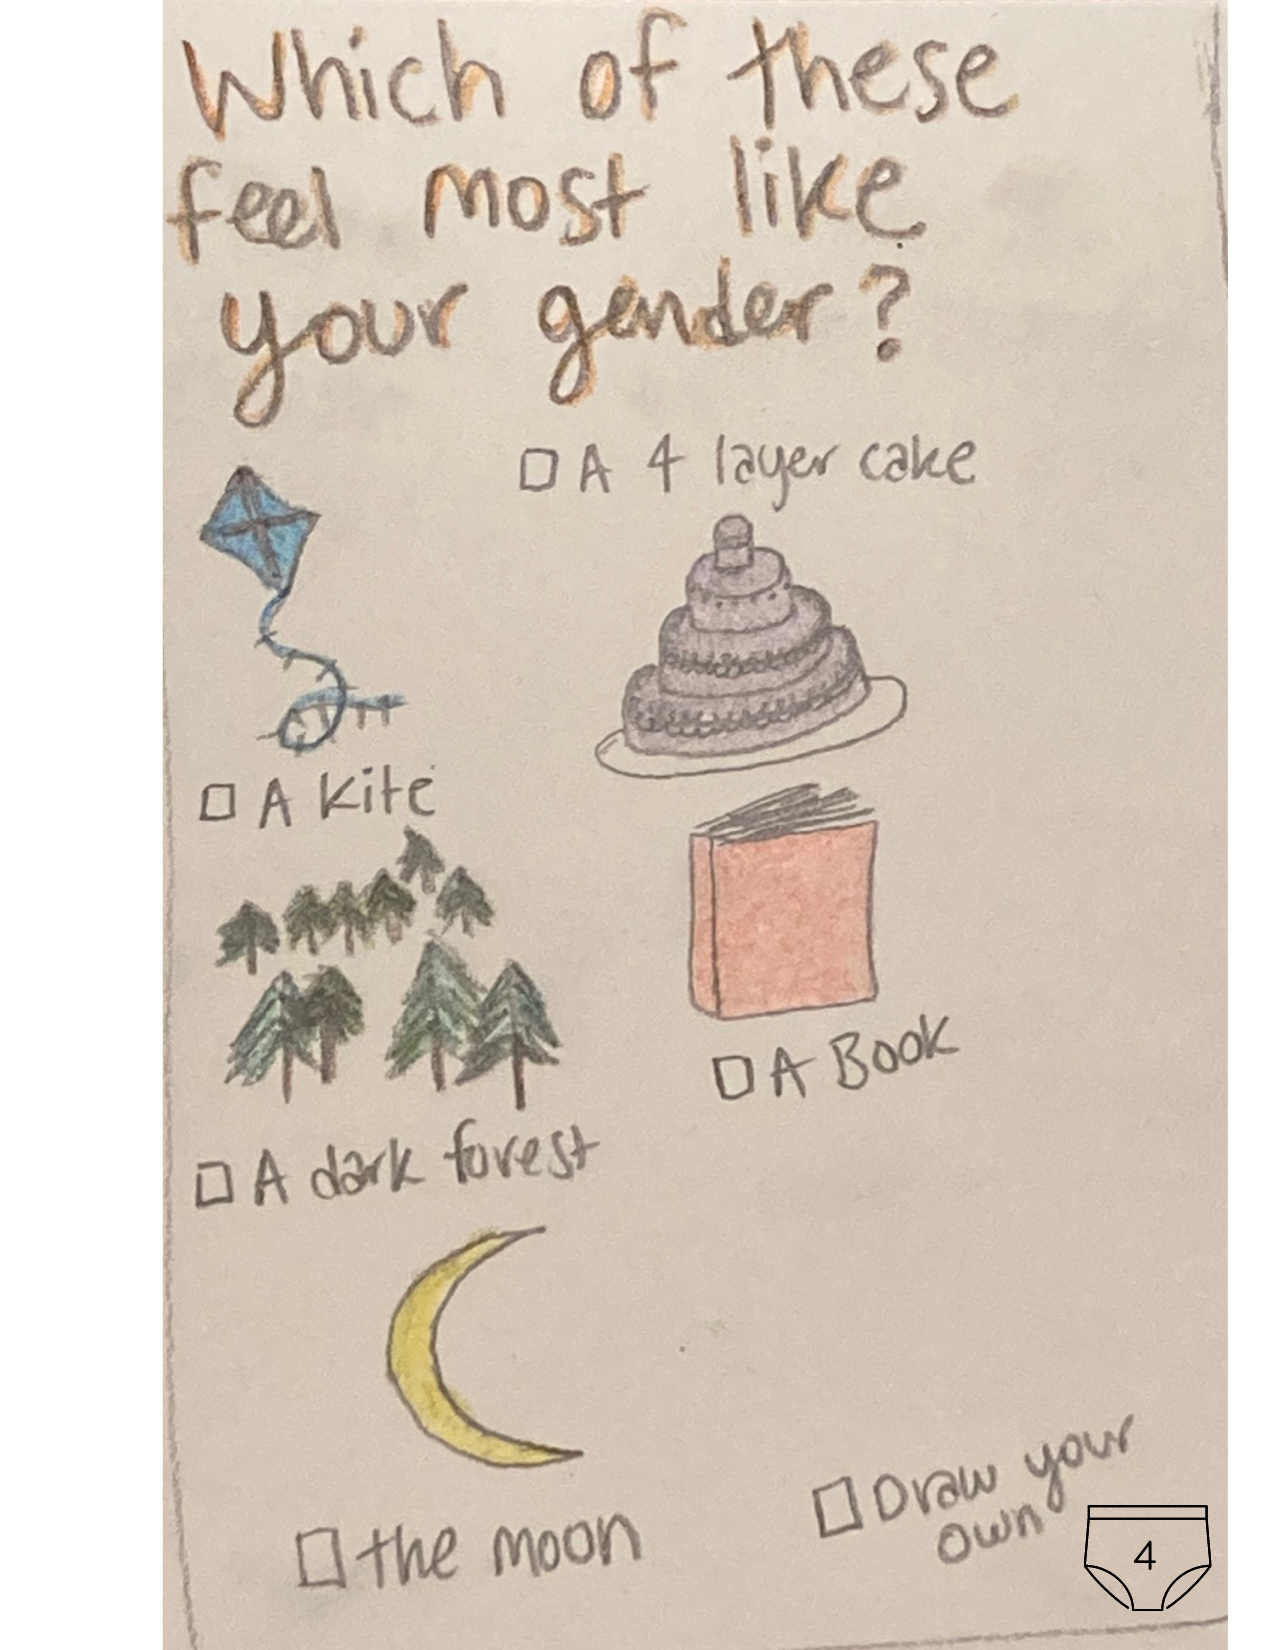 Which of these
feel most like
your gender?
A 4 layer cake
A Kite
A Book
A dark forest
the moon
Draw your
own
4